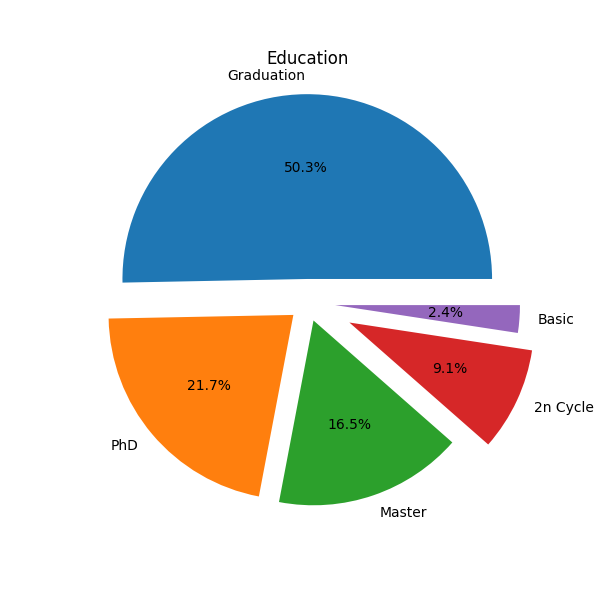 Education
Graduation
50.3%
2.4%
Basic
9.1%
21.7%
2n Cycle
16.5%
PhD
Master